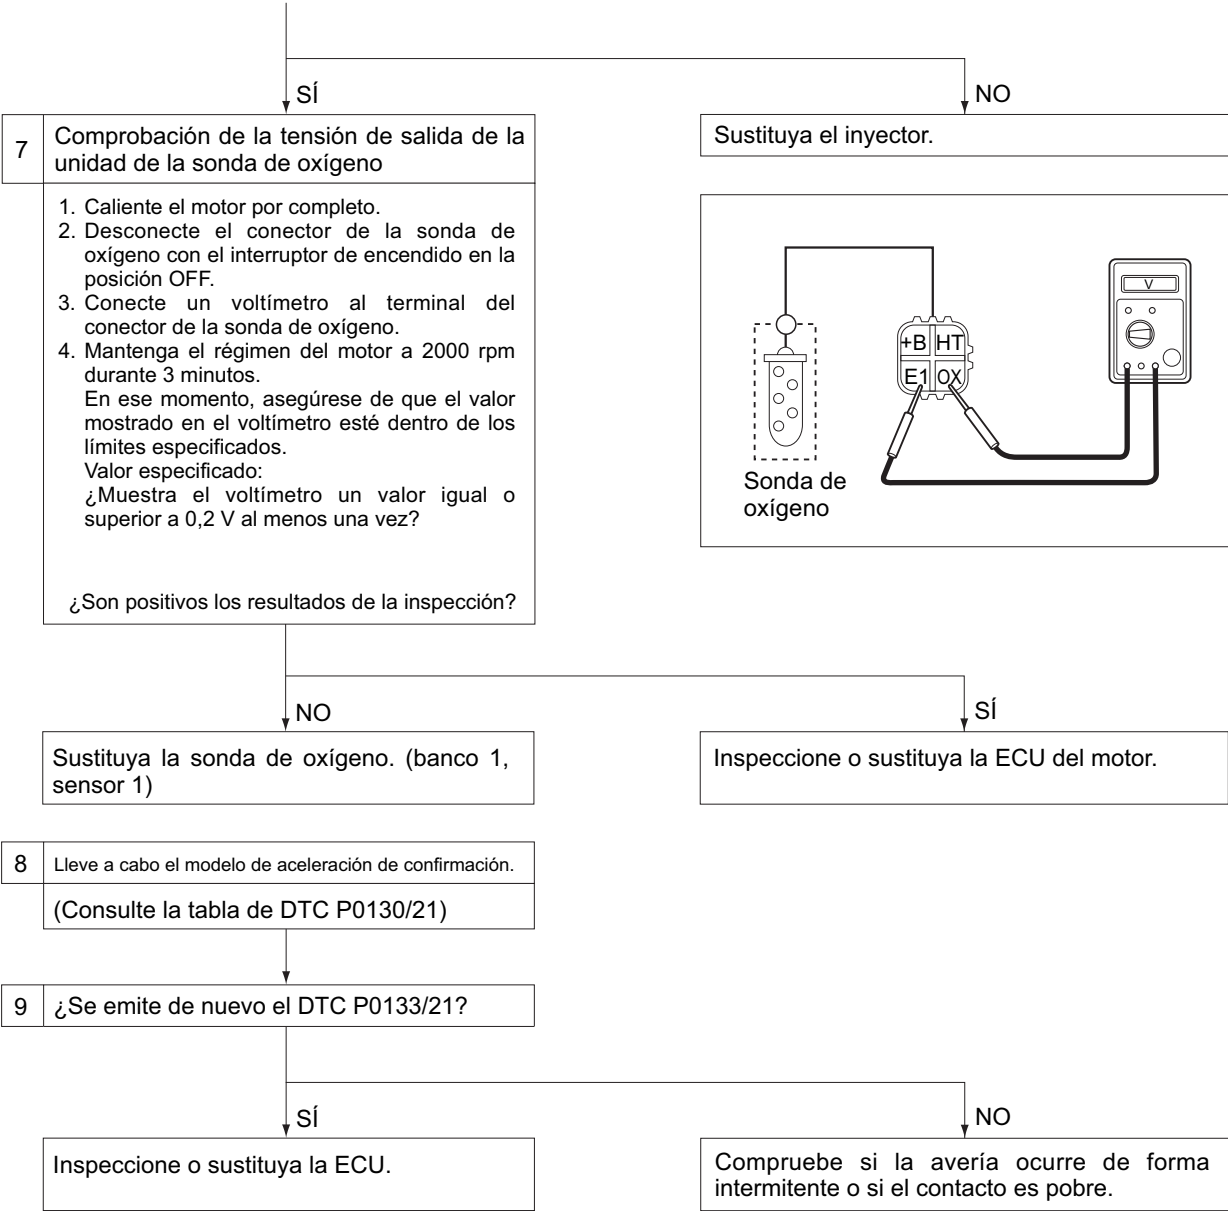 SÍ
NO
7
Comprobación de la tensión de salida de la
unidad de la sonda de oxígeno
1. Caliente el motor por completo.
2. Desconecte el conector de la sonda de
oxígeno con el interruptor de encendido en la
posición OFF.
3. Conecte un voltímetro al terminal del
conector de la sonda de oxígeno.
4. Mantenga el régimen del motor a 2000 rpm
durante 3 minutos.
En ese momento, asegúrese de que el valor
mostrado en el voltímetro esté dentro de los
límites especificados.
Valor especificado:
¿Muestra el voltímetro un valor igual o
superior a 0,2 V al menos una vez?
¿Son positivos los resultados de la inspección?
Sustituya el inyector.
+B HT
E1 OX
V
Sonda de
oxígeno
NO
SÍ
Sustituya la sonda de oxígeno. (banco 1,
sensor 1)
Inspeccione o sustituya la ECU del motor.
8
Lleve a cabo el modelo de aceleración de confirmación.
(Consulte la tabla de DTC P0130/21)
9
¿Se emite de nuevo el DTC P0133/21?
SÍ
NO
Inspeccione o sustituya la ECU.
Compruebe si la avería ocurre de forma
intermitente o si el contacto es pobre.